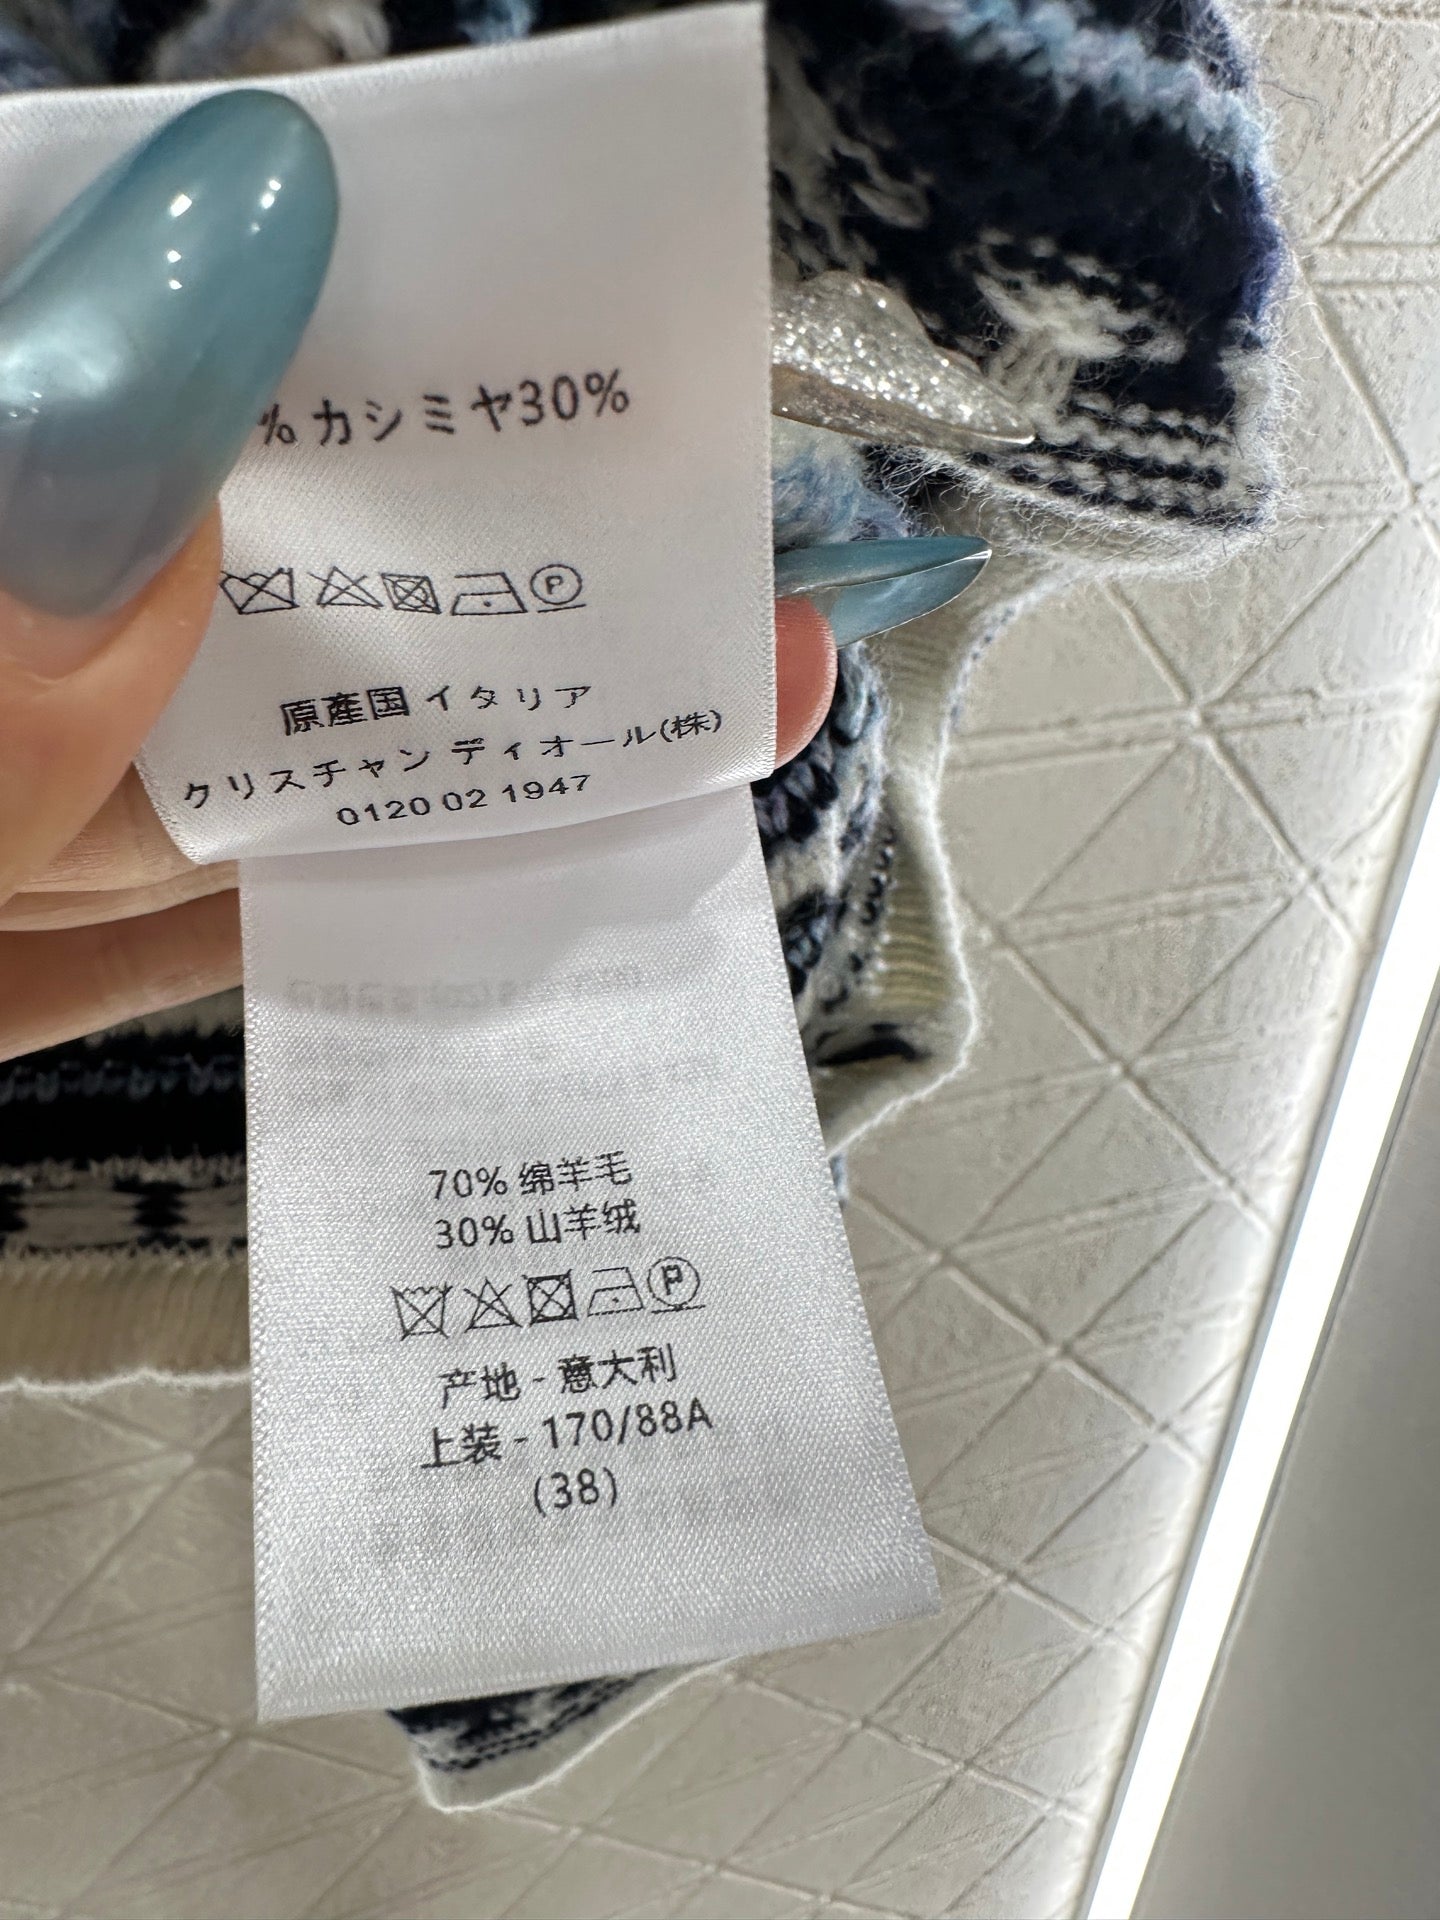 % カシミヤ30%
原産国 イタリア
クリスチャン ディオール(株)
0120 02 1947
70% 绵羊毛
30% 山羊绒
P
产地 - 意大利
上装 - 170/88A
(38)